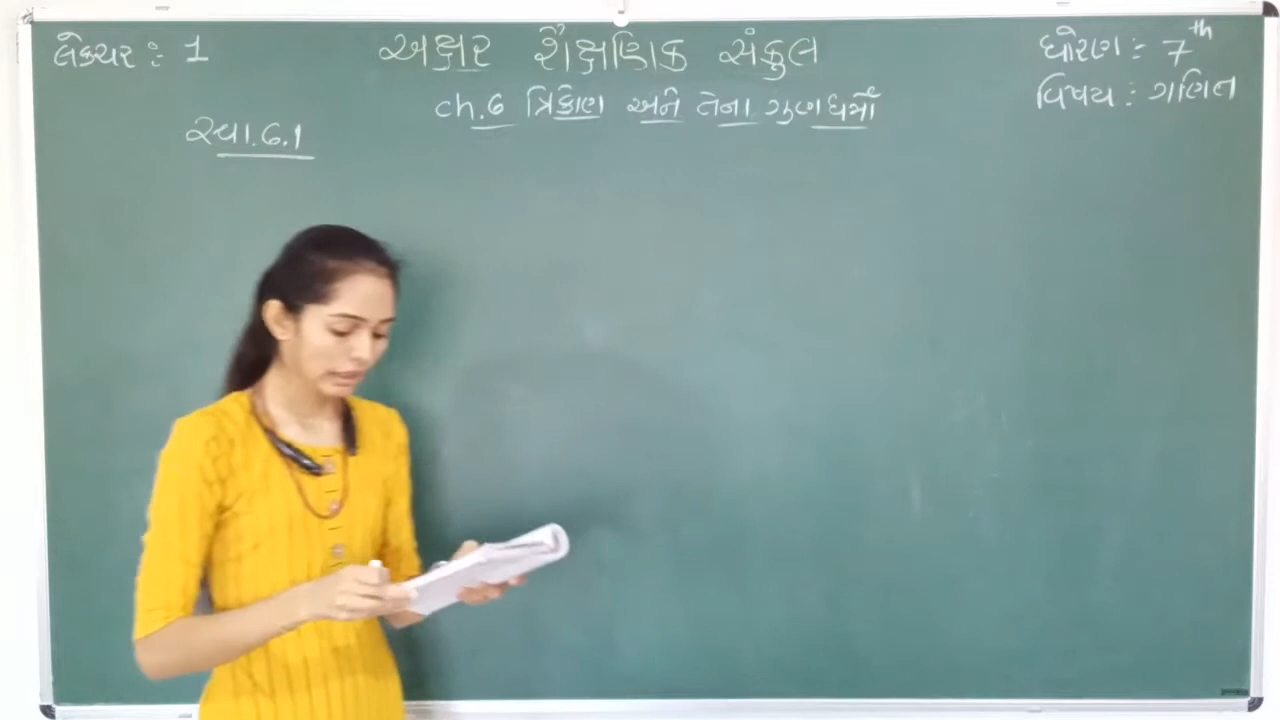 લેક્ચર : 1
અક્ષર શૈક્ષણિક સંકુલ
ધોરણ : 7th
વિષય : ગણિત
ch.6 ત્રિકોણ અને તેના ગુણધર્મો
સ્વા.6.1